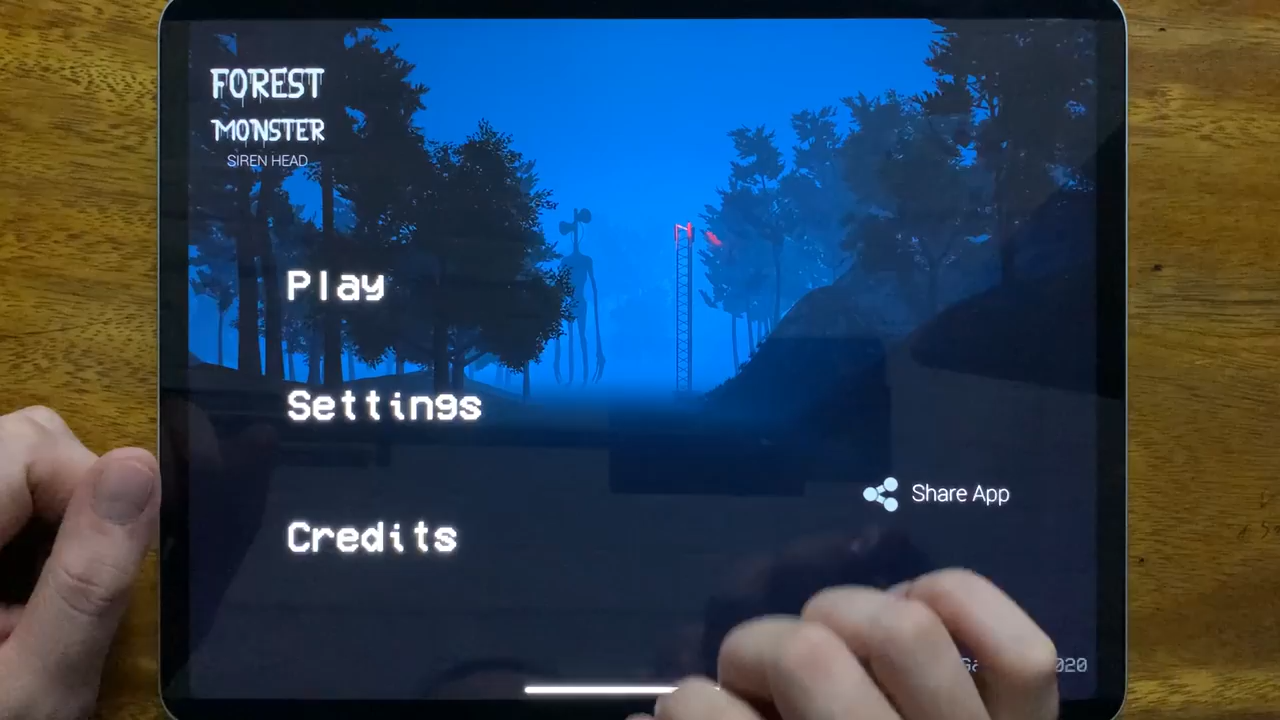 FOREST
MONSTER
SIREN HEAD
Play
Settings
Share App
Credits